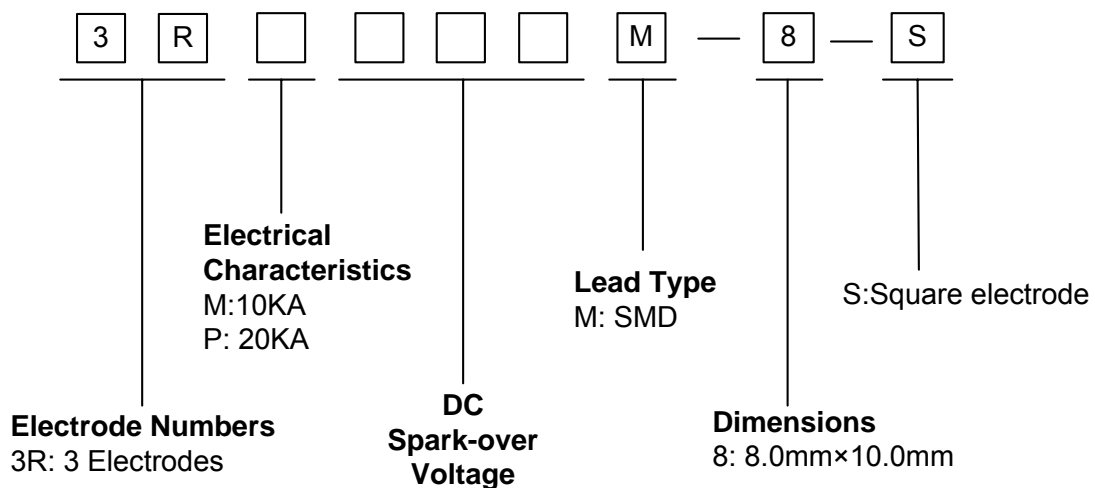 3 R M — 8 — S
Electrical
Characteristics
M:10KA
P: 20KA
Lead Type
M: SMD
S:Square electrode
Electrode Numbers
3R: 3 Electrodes
DC
Spark-over
Voltage
Dimensions
8: 8.0mm×10.0mm